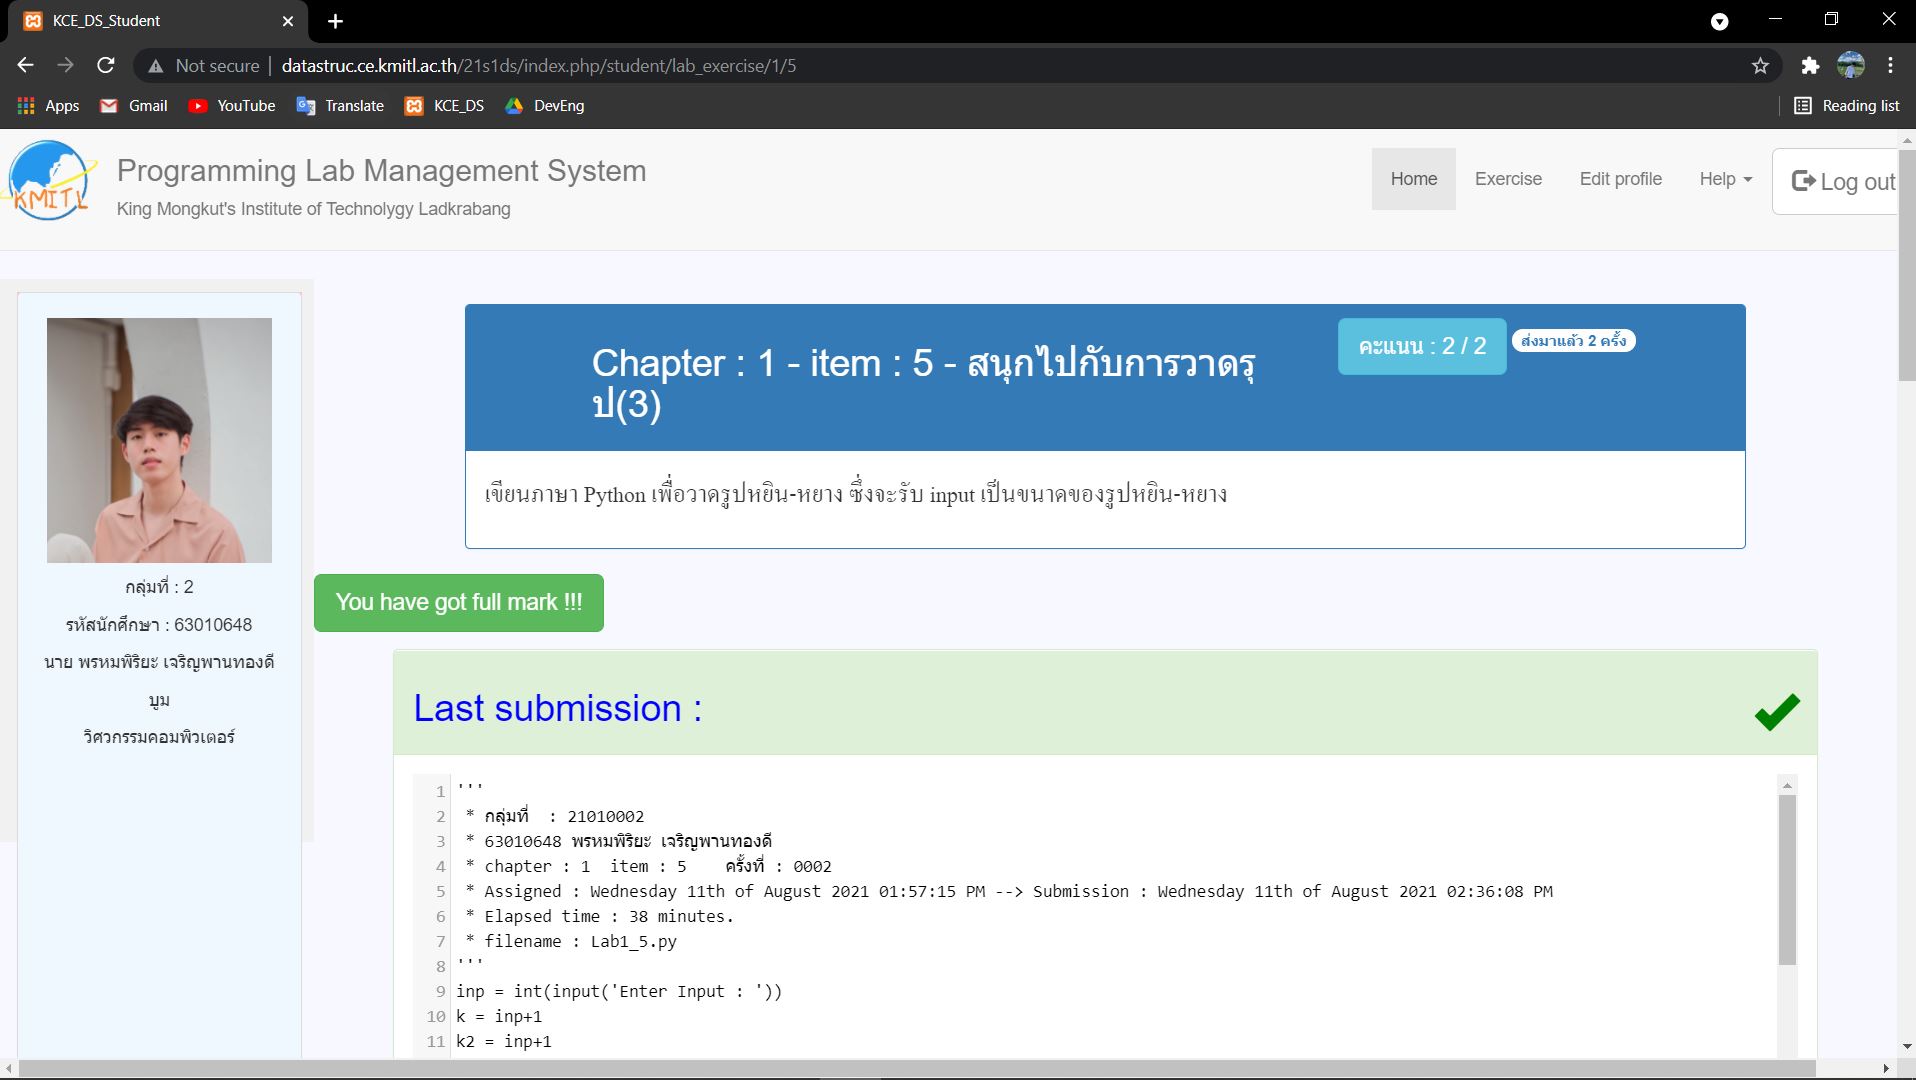 KCE_DS_Student
Not secure | datastruc.ce.kmitl.ac.th/21s1ds/index.php/student/lab_exercise/1/5
Apps Gmail YouTube Translate KCE_DS DevEng Reading list
KMITL
Programming Lab Management System
King Mongkut's Institute of Technolygy Ladkrabang
Home Exercise Edit profile Help Log out
Chapter : 1 - item : 5 - สนุกไปกับการวาดรุ
ป(3)
คะแนน : 2 / 2
ส่งมาแล้ว 2 ครั้ง
เขียนภาษา Python เพื่อวาดรูปหยิน-หยาง ซึ่งจะรับ input เป็นขนาดของรูปหยิน-หยาง
กลุ่มที่ : 2
รหัสนักศึกษา : 63010648
นาย พรหมพิริยะ เจริญพานทองดี
บูม
วิศวกรรมคอมพิวเตอร์
You have got full mark !!!
Last submission :
1 '''
2 * กลุ่มที่ : 21010002
3 * 63010648 พรหมพิริยะ เจริญพานทองดี
4 * chapter : 1 item : 5 ครั้งที่ : 0002
5 * Assigned : Wednesday 11th of August 2021 01:57:15 PM --> Submission : Wednesday 11th of August 2021 02:36:08 PM
6 * Elapsed time : 38 minutes.
7 * filename : Lab1_5.py
8 '''
9 inp = int(input('Enter Input : '))
10 k = inp+1
11 k2 = inp+1